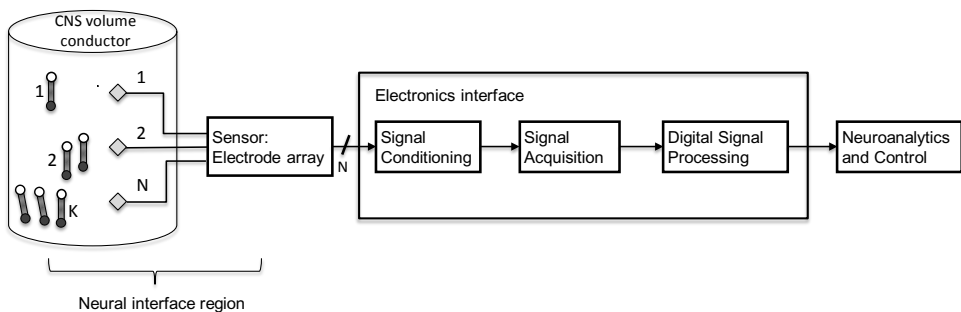 CNS volume
conductor
1
1
2
2
N
K
Sensor:
Electrode array
N
Electronics interface
Signal
Conditioning
Signal
Acquisition
Digital Signal
Processing
Neuroanalytics
and Control
Neural interface region